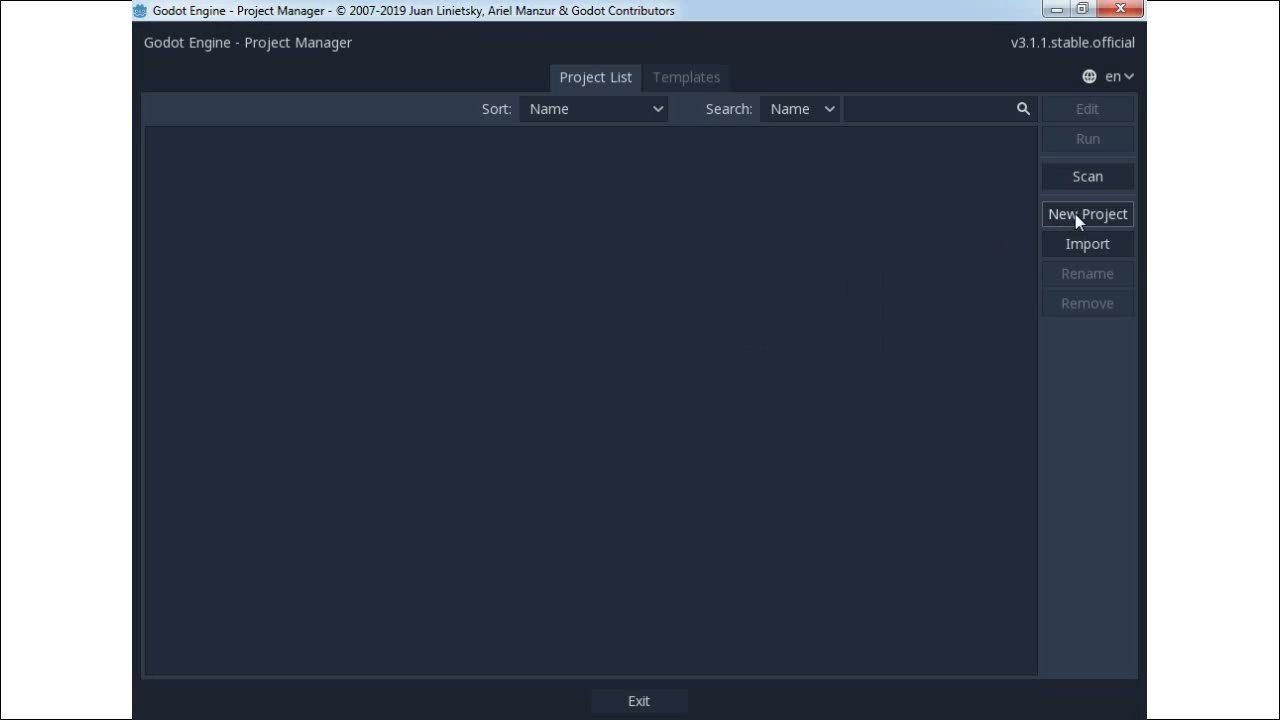 Godot Engine - Project Manager - © 2007-2019 Juan Linietsky, Ariel Manzur & Godot Contributors
Godot Engine - Project Manager
v3.1.1.stable.official
Project List
Templates
en
Sort:
Name
Search:
Name
Edit
Run
Scan
New Project
Import
Rename
Remove
Exit